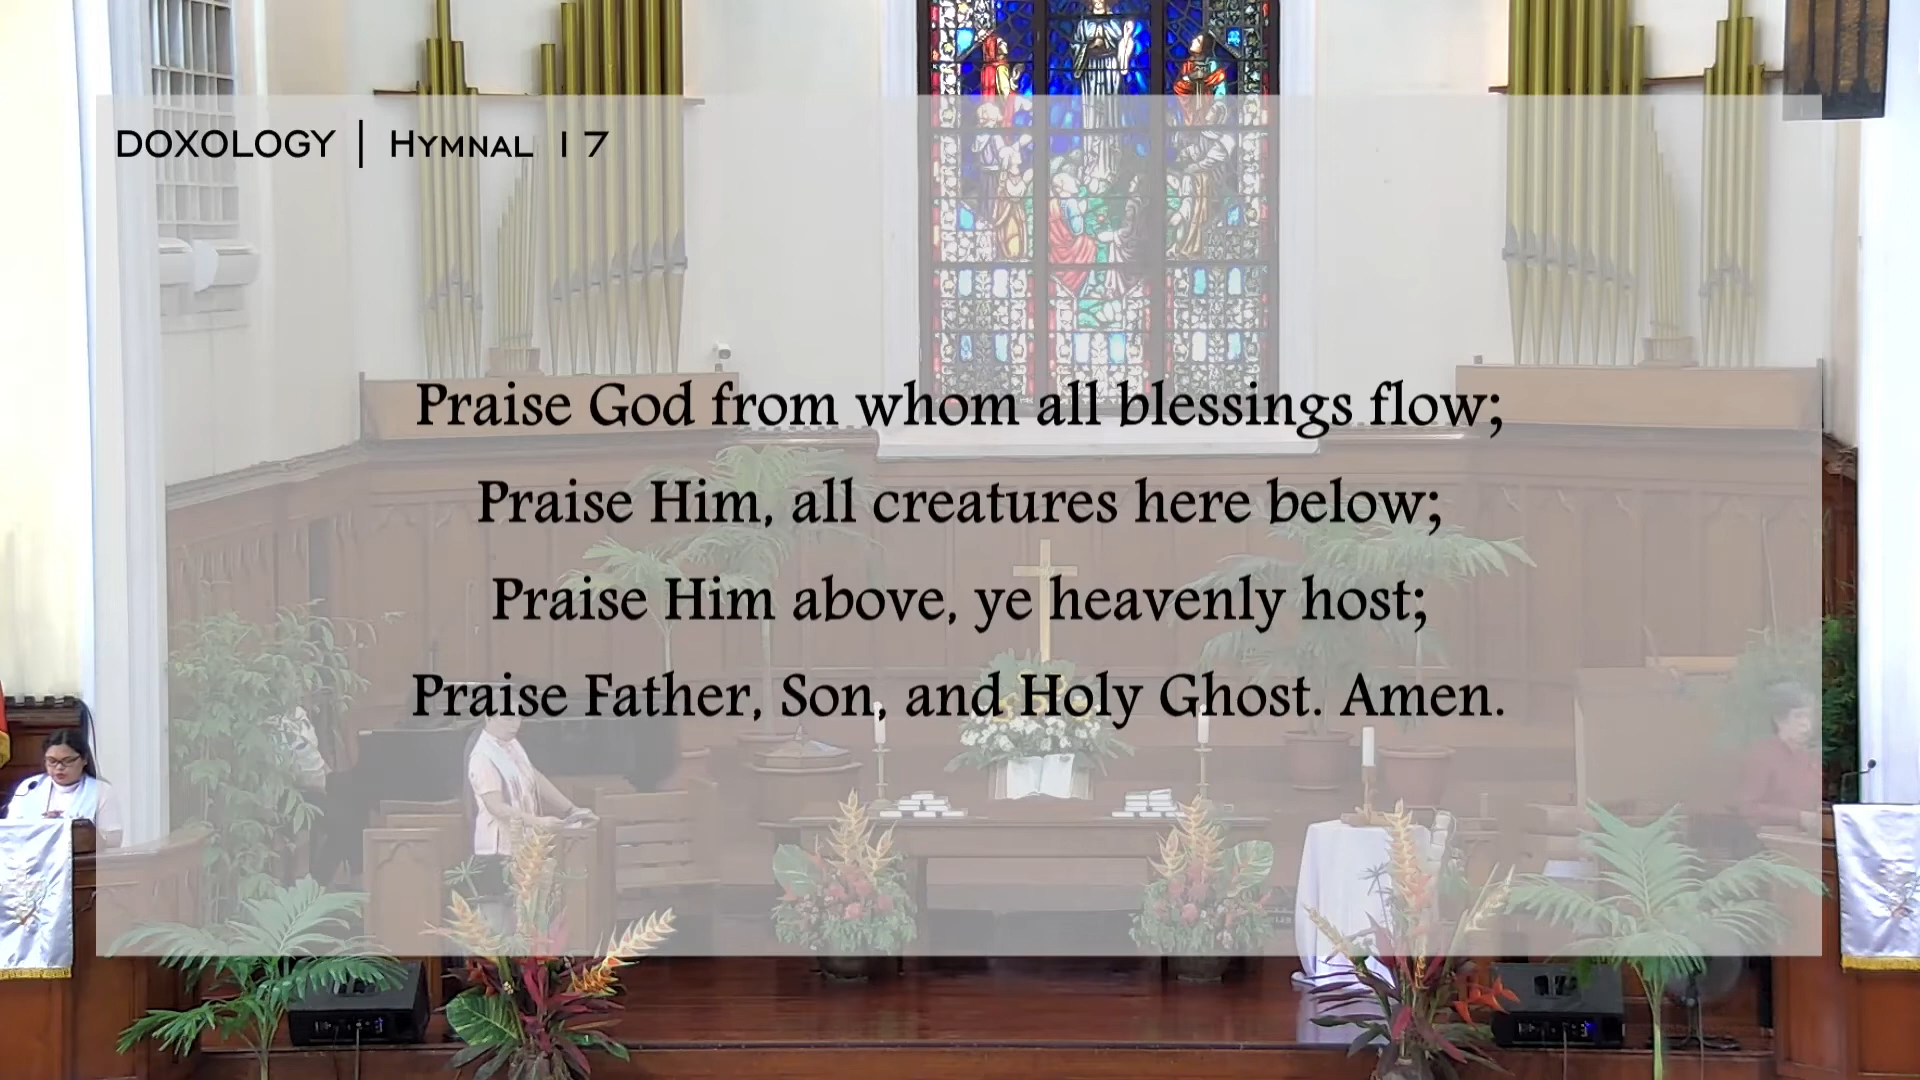 DOXOLOGY | HYMNAL 17
Praise God from whom all blessings flow;
Praise Him, all creatures here below;
Praise Him above, ye heavenly host;
Praise Father, Son, and Holy Ghost. Amen.